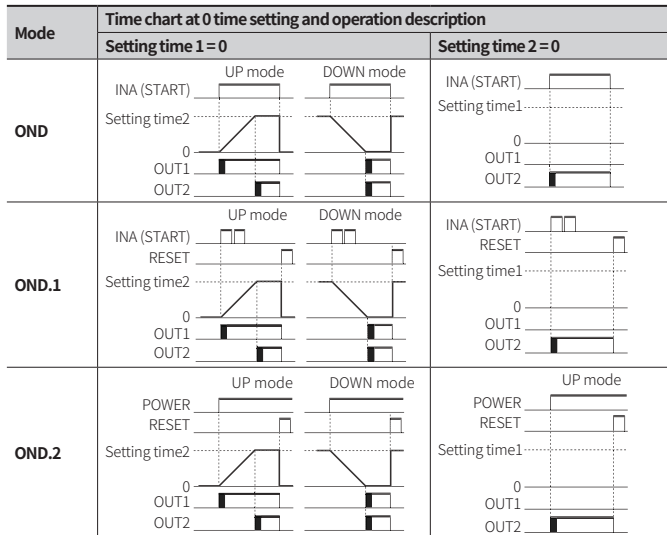 Mode
Time chart at 0 time setting and operation description
Setting time 1 = 0
Setting time 2 = 0
OND
UP mode
DOWN mode
INA (START)
Setting time2
0
OUT1
OUT2
INA (START)
Setting time1
0
OUT1
OUT2
OND.1
UP mode
DOWN mode
INA (START)
RESET
Setting time2
0
OUT1
OUT2
INA (START)
RESET
Setting time1
0
OUT1
OUT2
OND.2
UP mode
DOWN mode
POWER
RESET
Setting time2
0
OUT1
OUT2
UP mode
POWER
RESET
Setting time1
0
OUT1
OUT2